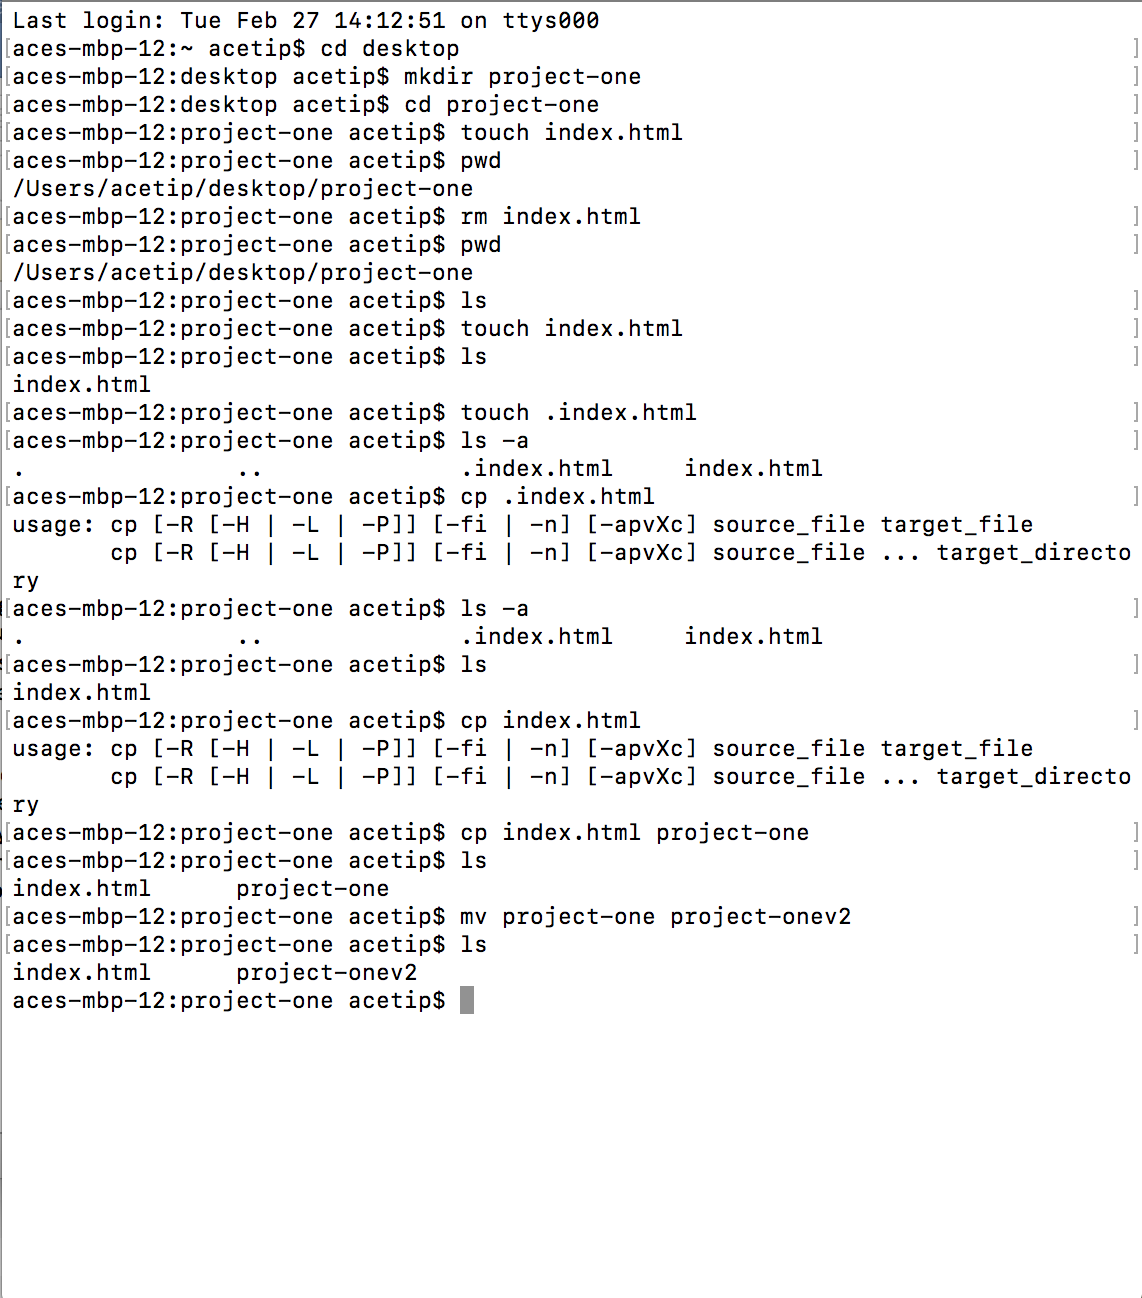 Last login: Tue Feb 27 14:12:51 on ttys000
[aces-mbp-12:~ acetip$ cd desktop ]
[aces-mbp-12:desktop acetip$ mkdir project-one ]
[aces-mbp-12:desktop acetip$ cd project-one ]
[aces-mbp-12:project-one acetip$ touch index.html ]
[aces-mbp-12:project-one acetip$ pwd ]
/Users/acetip/desktop/project-one
[aces-mbp-12:project-one acetip$ rm index.html ]
[aces-mbp-12:project-one acetip$ pwd ]
/Users/acetip/desktop/project-one
[aces-mbp-12:project-one acetip$ ls ]
[aces-mbp-12:project-one acetip$ touch index.html ]
[aces-mbp-12:project-one acetip$ ls ]
index.html
[aces-mbp-12:project-one acetip$ touch .index.html ]
[aces-mbp-12:project-one acetip$ ls -a ]
. .. .index.html index.html
[aces-mbp-12:project-one acetip$ cp .index.html ]
usage: cp [-R [-H | -L | -P]] [-fi | -n] [-apvXc] source_file target_file
cp [-R [-H | -L | -P]] [-fi | -n] [-apvXc] source_file ... target_directo
ry
[aces-mbp-12:project-one acetip$ ls -a ]
. .. .index.html index.html
[aces-mbp-12:project-one acetip$ ls ]
index.html
[aces-mbp-12:project-one acetip$ cp index.html ]
usage: cp [-R [-H | -L | -P]] [-fi | -n] [-apvXc] source_file target_file
cp [-R [-H | -L | -P]] [-fi | -n] [-apvXc] source_file ... target_directo
ry
[aces-mbp-12:project-one acetip$ cp index.html project-one ]
[aces-mbp-12:project-one acetip$ ls ]
index.html project-one
[aces-mbp-12:project-one acetip$ mv project-one project-onev2 ]
[aces-mbp-12:project-one acetip$ ls ]
index.html project-onev2
aces-mbp-12:project-one acetip$